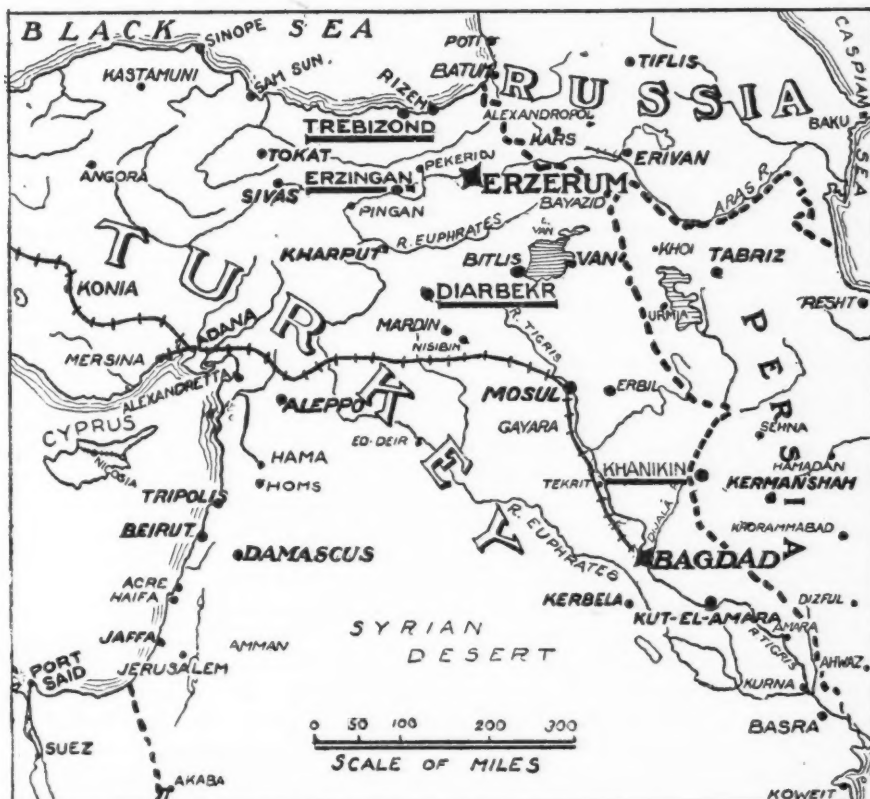 BLACK SEA
SINOPE
POTI
TIFLIS
CASPIAN SEA
KASTAMUNI
SAMSUN
RIZEH
BATUM
RUSSIA
ALEXANDROPOL
BAKU
TREBIZOND
KARS
TOKAT
PEKERIDJ
ERIVAN
ANGORA
SIVAS
ERZINGAN
ERZERUM
ARAS R.
PINGAN
BAYAZID
R. EUPHRATES
L. VAN
KHARPUT
KHOI
TURKEY
BITLIS
VAN
TABRIZ
KONIA
DIARBEKR
URMIA
RESHT
PERSIA
ADANA
MARDIN
NISIBIN
R. TIGRIS
MERSINA
ALEXANDRETTA
ALEPPO
MOSUL
ERBIL
CYPRUS
GAYARA
SEHNA
NICOSIA
ED-DEIR
HAMA
KHANIKIN
HAMADAN
HOMS
TEKRIT
KERMANSHAH
TRIPOLIS
DIALA R.
R. EUPHRATES
KHORAMMABAD
BEIRUT
DAMASCUS
BAGDAD
ACRE
HAIFA
KERBELA
DIZFUL
KUT-EL-AMARA
JAFFA
AMMAN
SYRIAN
DESERT
AMARA
R. TIGRIS
JERUSALEM
AHWAZ
PORT
SAID
KURNA
BASRA
0 50 100 200 300
SCALE OF MILES
SUEZ
AKABA
KOWEIT